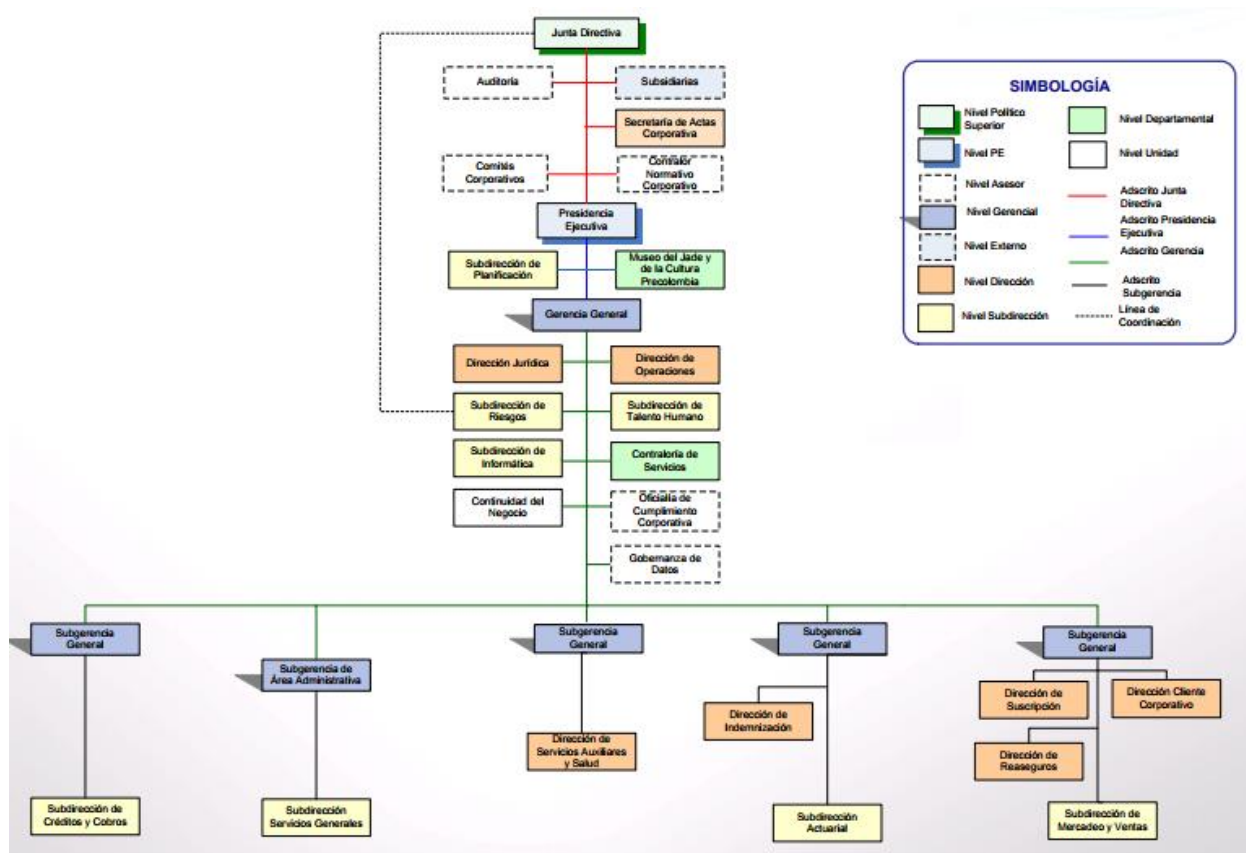 Junta Directiva
Auditoría
Subsidiarias
Secretaría de Actas
Corporativa
Comités
Corporativos
Contralor
Normativo
Corporativo
Presidencia
Ejecutiva
Subdirección de
Planificación
Museo del Jade y
de la Cultura
Precolombia
Gerencia General
Dirección Jurídica
Dirección de
Operaciones
Subdirección de
Riesgos
Subdirección de
Talento Humano
Subdirección de
Informática
Contraloría de
Servicios
Continuidad del
Negocio
Oficialía de
Cumplimiento
Corporativa
Gobernanza de
Datos
Subgerencia
General
Subgerencia de
Área Administrativa
Subgerencia
General
Subgerencia
General
Subgerencia
General
Dirección de
Indemnización
Dirección de
Suscripción
Dirección Cliente
Corporativo
Dirección de
Servicios Auxiliares
y Salud
Dirección de
Reaseguros
Subdirección de
Créditos y Cobros
Subdirección
Servicios Generales
Subdirección
Actuarial
Subdirección de
Mercadeo y Ventas
SIMBOLOGÍA
Nivel Político
Superior
Nivel PE
Nivel Asesor
Nivel Gerencial
Nivel Externo
Nivel Dirección
Nivel Subdirección
Nivel Departamental
Nivel Unidad
Adscrito Junta
Directiva
Adscrito Presidencia
Ejecutiva
Adscrito Gerencia
Adscrito
Subgerencia
Línea de
Coordinación